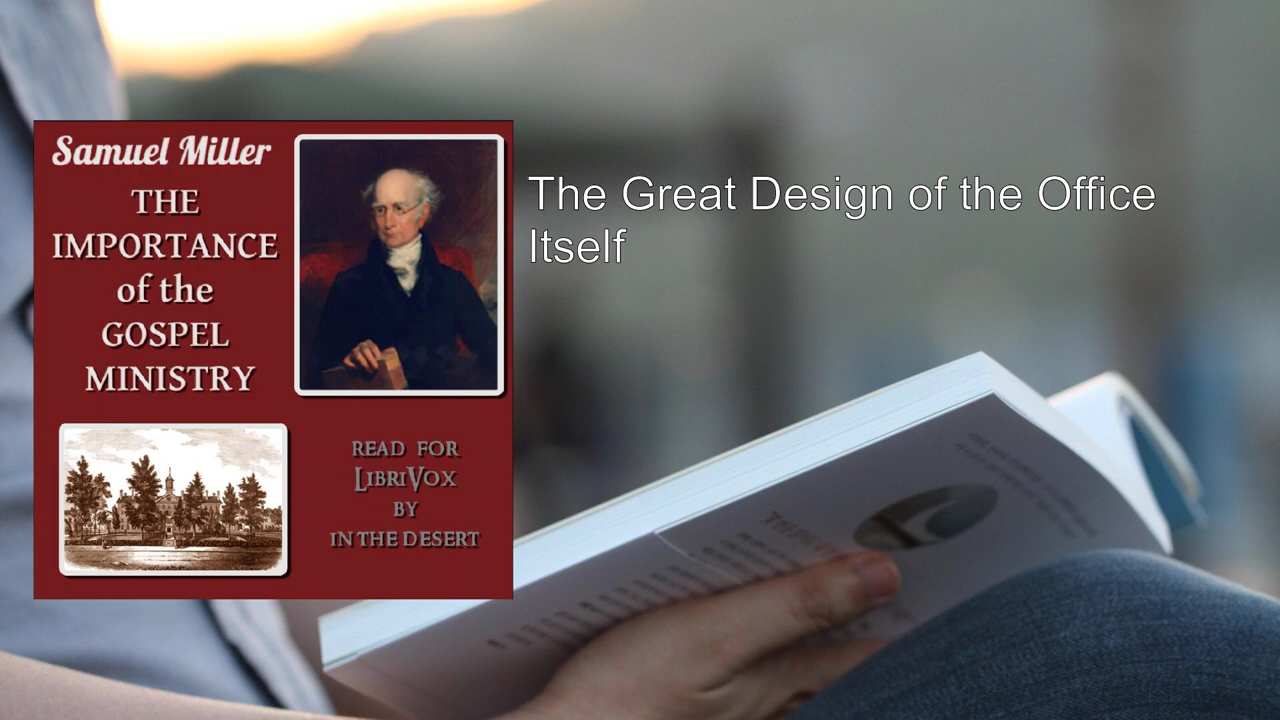 Samuel Miller
THE
IMPORTANCE
of the
GOSPEL
MINISTRY
READ FOR
LIBRIVOX
BY
IN THE DESERT
The Great Design of the Office
Itself